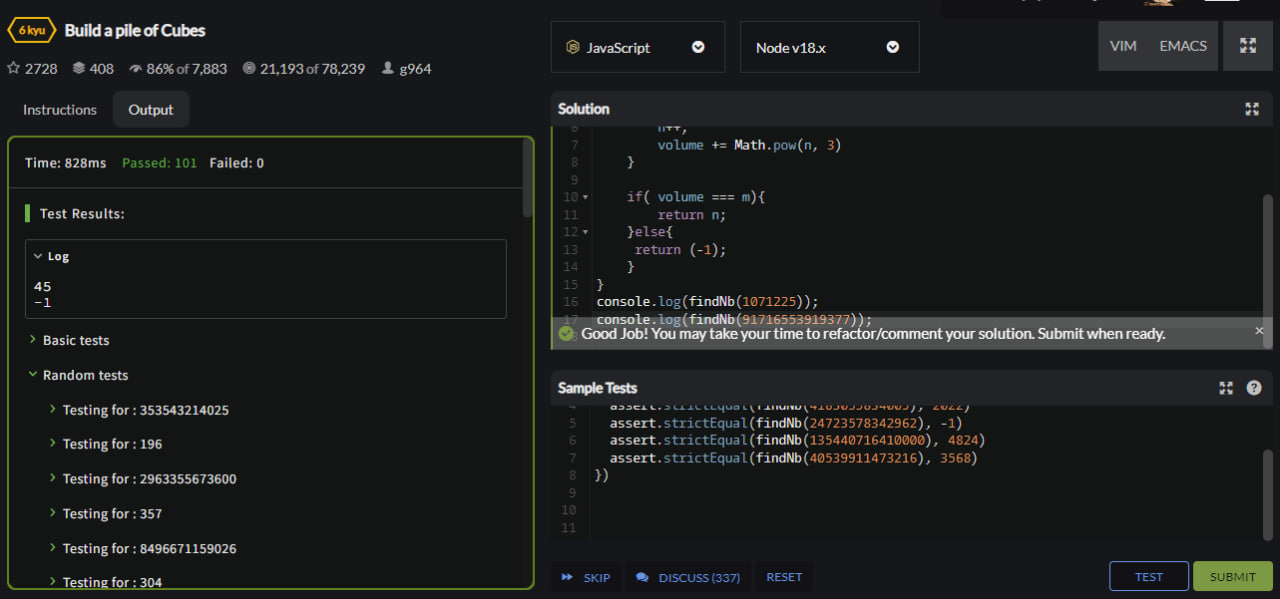 6 kyu Build a pile of Cubes
2728 408 86% of 7,883 21,193 of 78,239 g964
Instructions Output
Time: 828ms Passed: 101 Failed: 0
Test Results:
Log
45
-1
Basic tests
Random tests
Testing for : 353543214025
Testing for : 196
Testing for : 2963355673600
Testing for : 357
Testing for : 8496671159026
Testing for : 304
JavaScript Node v18.x VIM EMACS
Solution
7 volume += Math.pow(n, 3)
8 }
9
10 if( volume === m){
11 return n;
12 }else{
13 return (-1);
14 }
15 }
16 console.log(findNb(1071225));
17 console.log(findNb(91716553919377));
Good Job! You may take your time to refactor/comment your solution. Submit when ready. ×
Sample Tests
4 assert.strictEqual(findNb(4183059834009), 2022)
5 assert.strictEqual(findNb(24723578342962), -1)
6 assert.strictEqual(findNb(135440716410000), 4824)
7 assert.strictEqual(findNb(40539911473216), 3568)
8 })
9
10
11
SKIP DISCUSS (337) RESET TEST SUBMIT